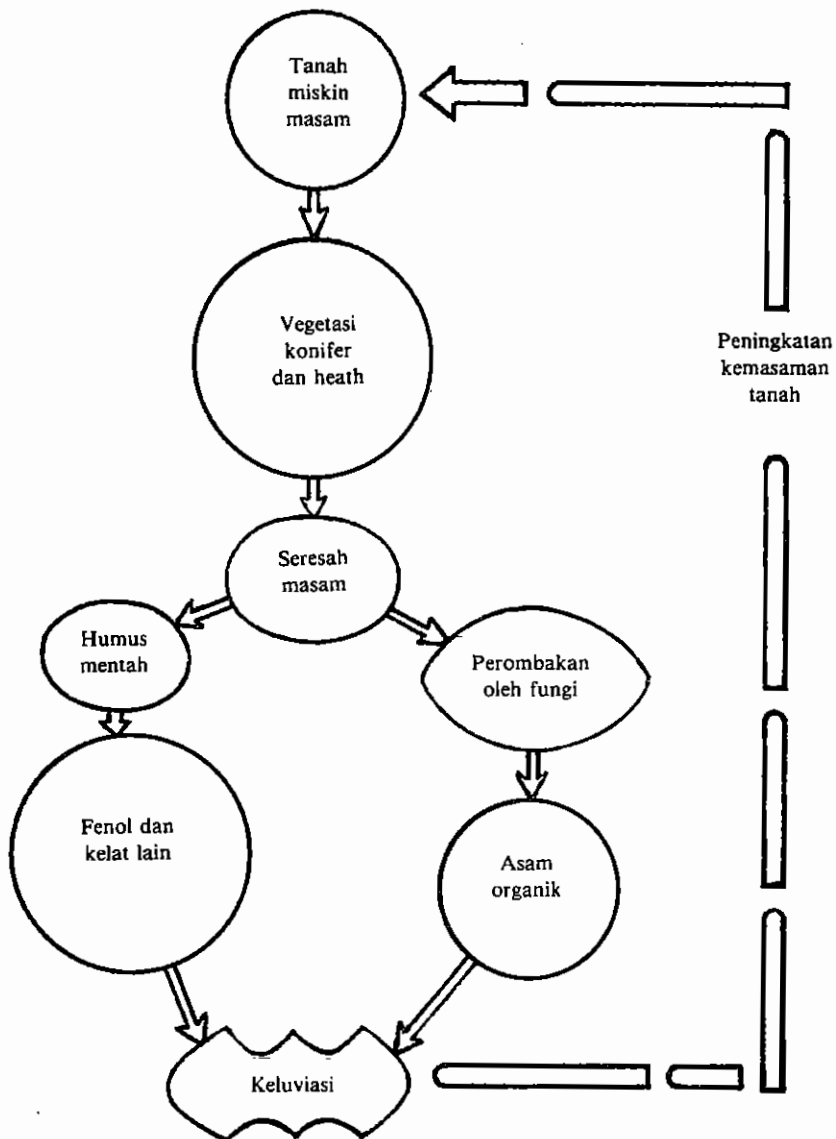 Tanah
miskin
masam
Vegetasi
konifer
dan heath
Peningkatan
kemasaman
tanah
Seresah
masam
Humus
mentah
Perombakan
oleh fungi
Fenol dan
kelat lain
Asam
organik
Keluviasi